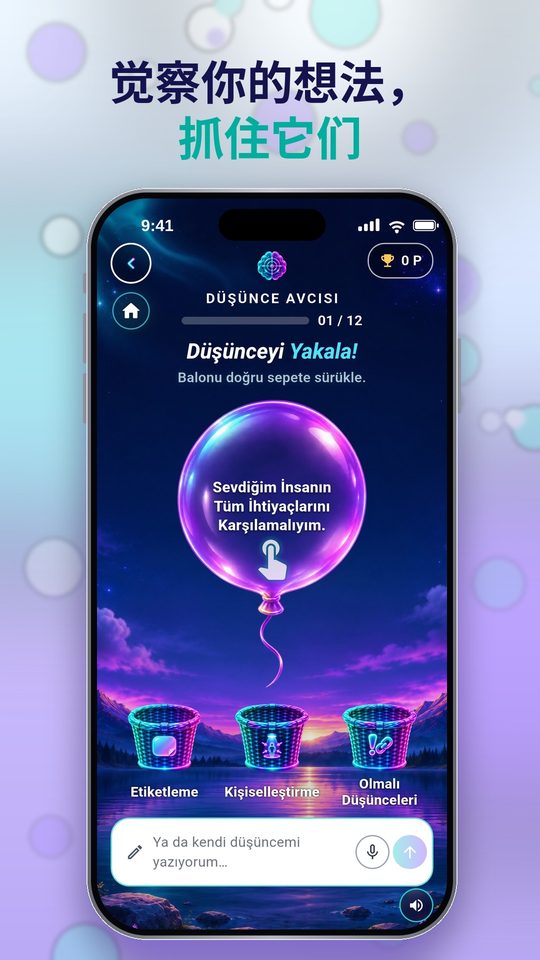 觉察你的想法，
抓住它们
9:41
0 P
DÜŞÜNCE AVCISI
01 / 12
Düşünceyi Yakala!
Balonu doğru sepete sürükle.
Sevdiğim İnsanın
Tüm İhtiyaçlarını
Karşılamalıyım.
Etiketleme
Kişiselleştirme
Olmalı
Düşünceleri
Ya da kendi düşüncemi
yazıyorum...